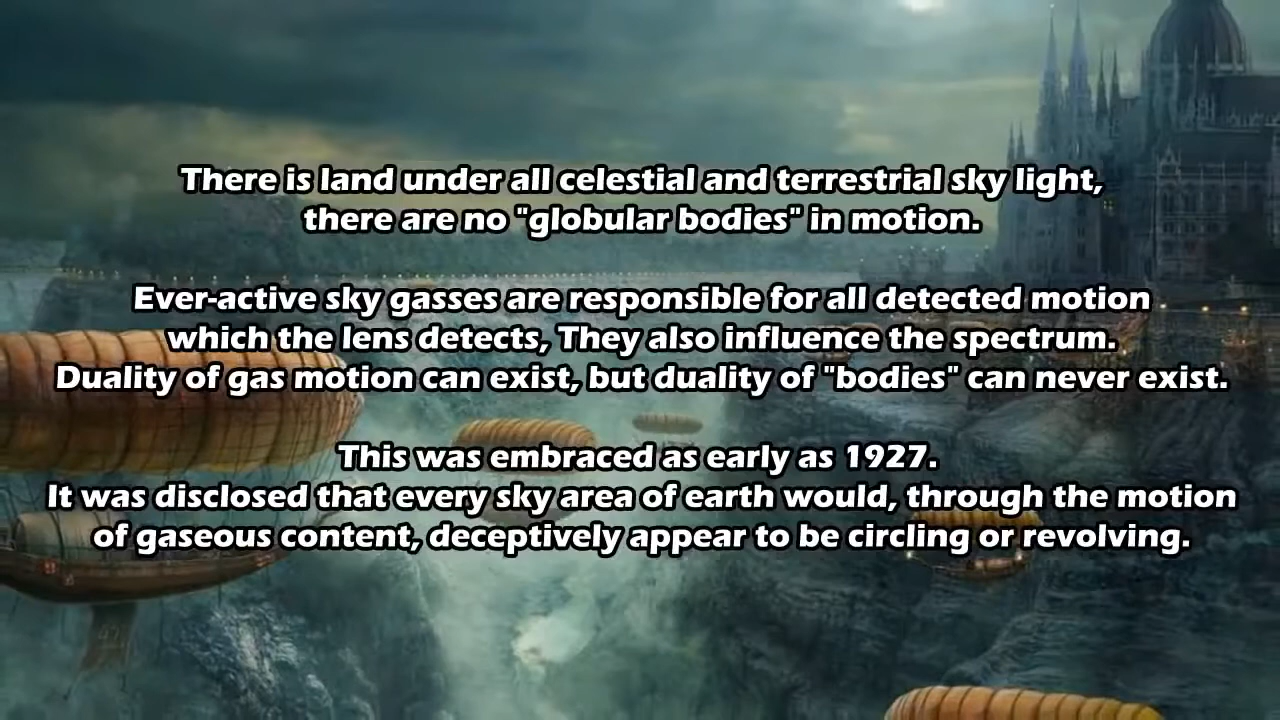 There is land under all celestial and terrestrial sky light,
there are no "globular bodies" in motion.
Ever-active sky gasses are responsible for all detected motion
which the lens detects, They also influence the spectrum.
Duality of gas motion can exist, but duality of "bodies" can never exist.
This was embraced as early as 1927.
It was disclosed that every sky area of earth would, through the motion
of gaseous content, deceptively appear to be circling or revolving.